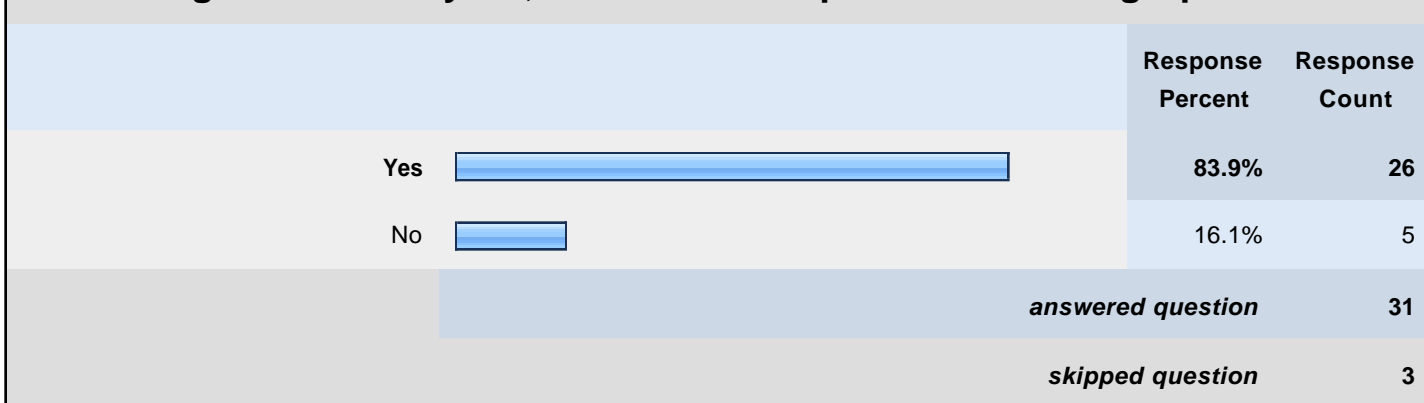 Response Response
Percent Count
Yes 83.9% 26
No 16.1% 5
answered question 31
skipped question 3